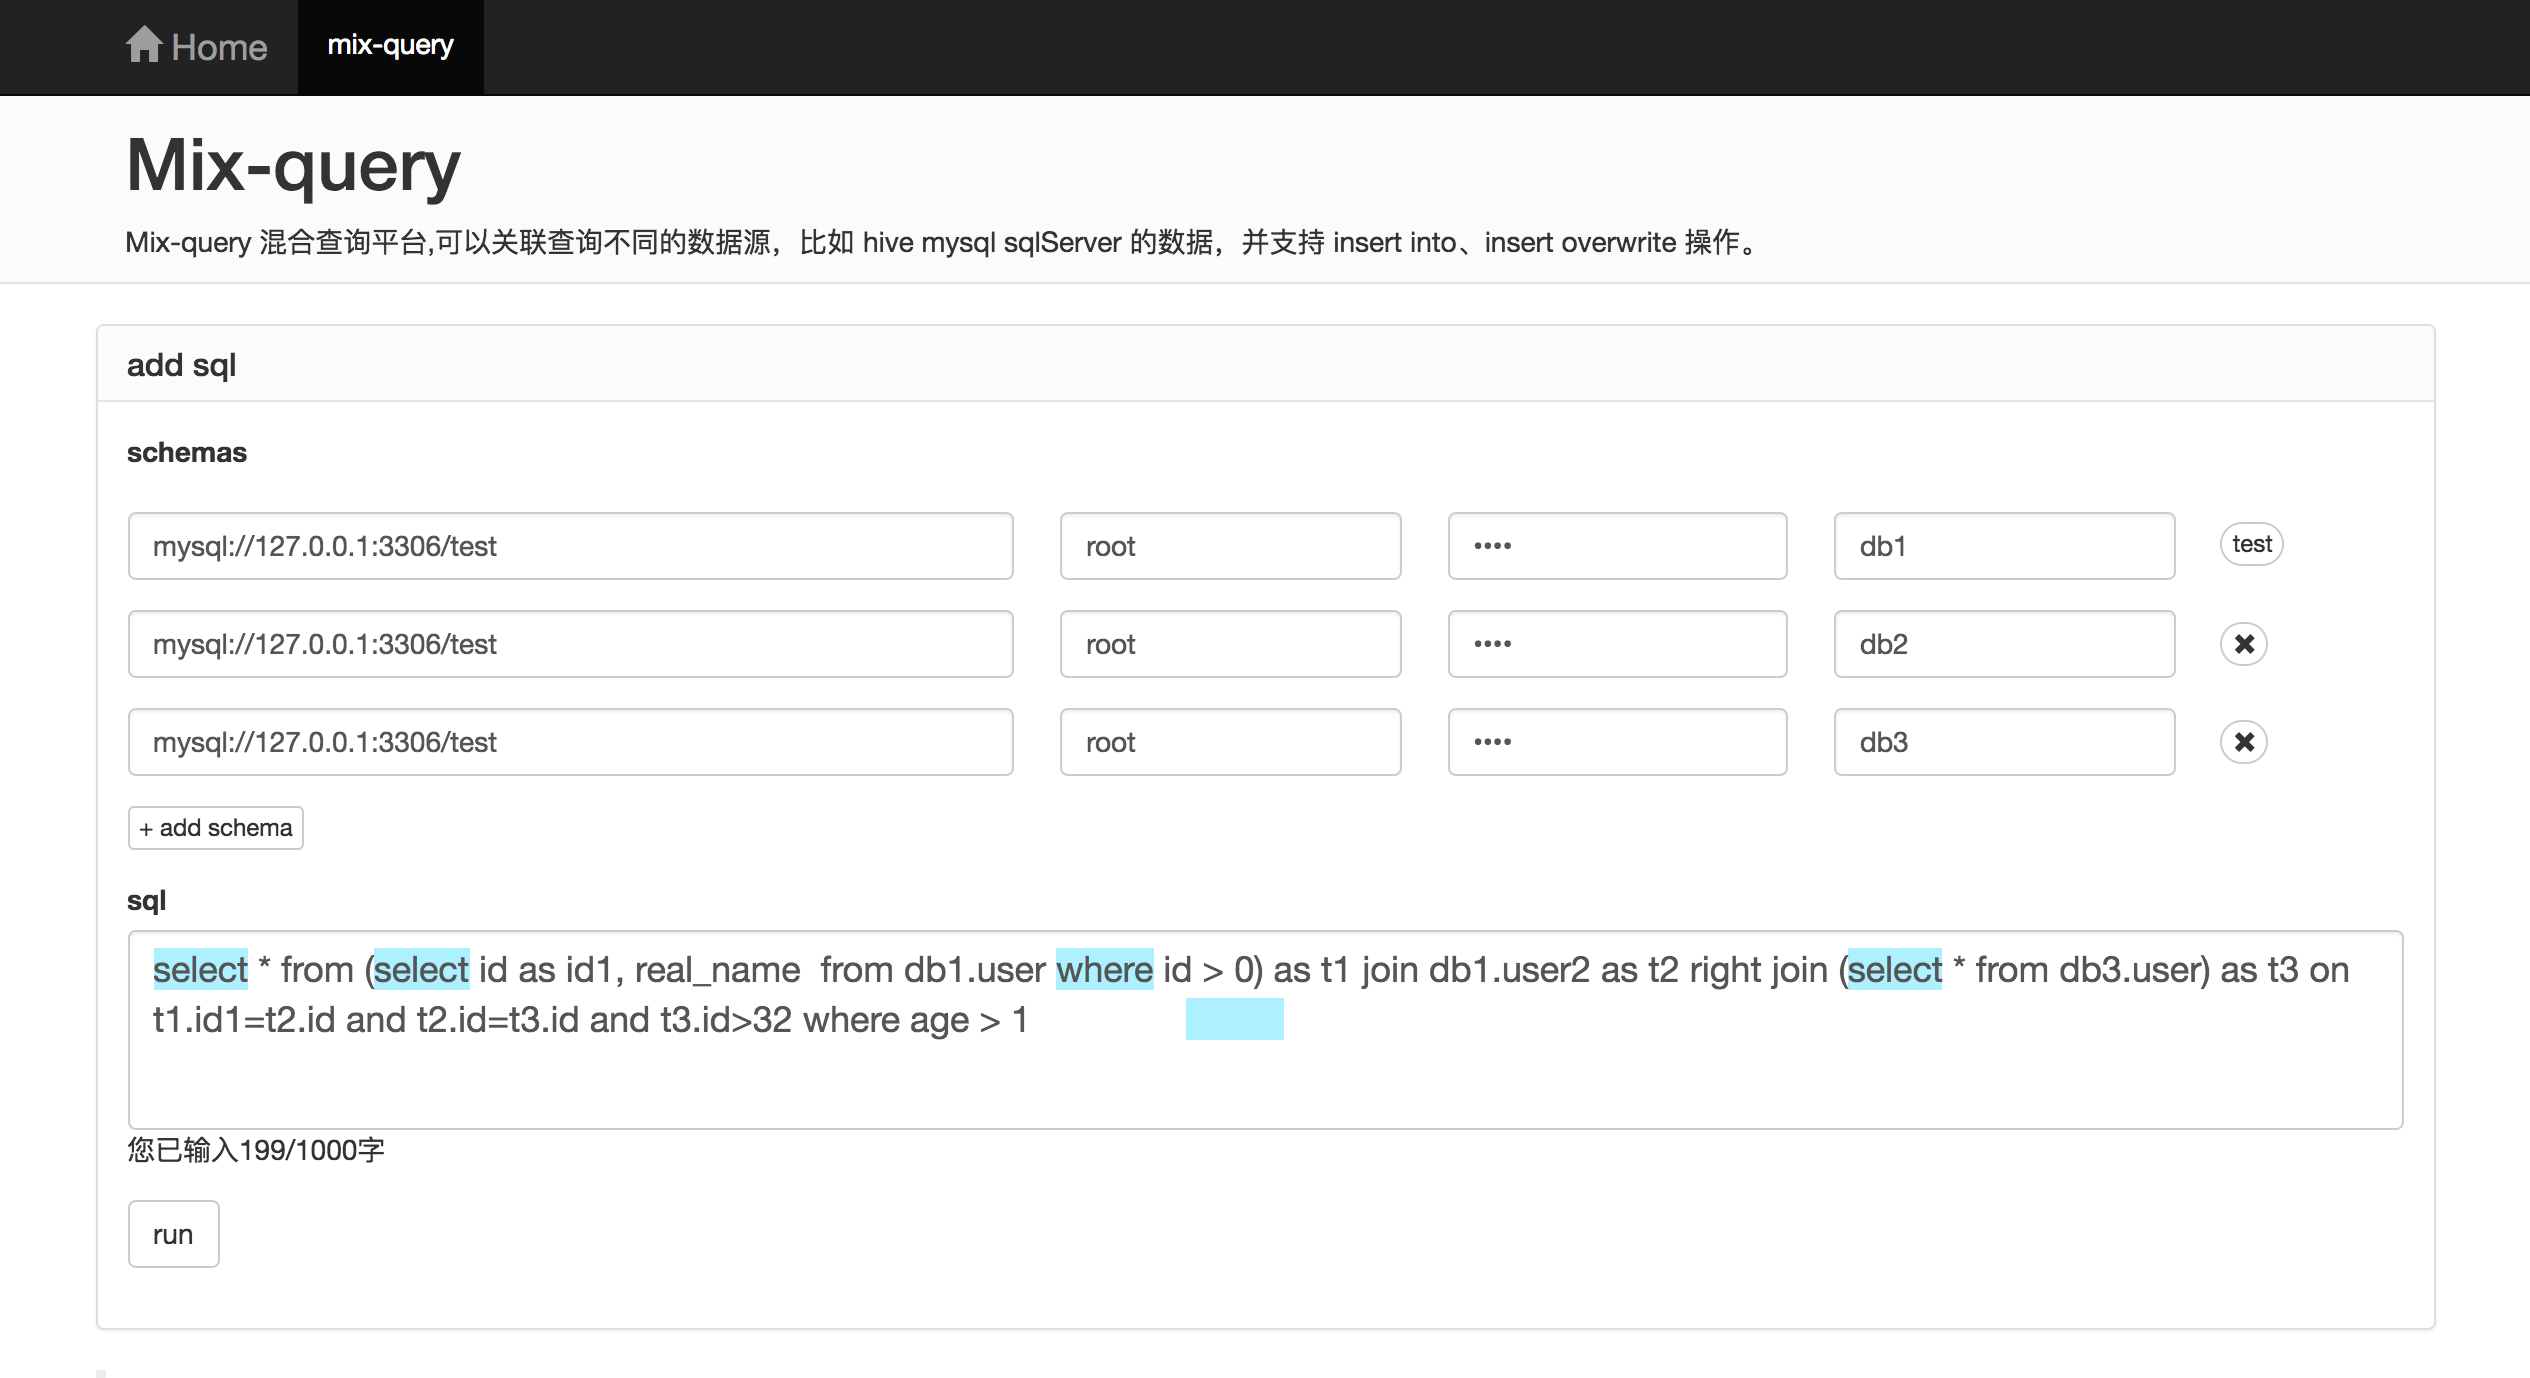 Home mix-query
Mix-query
Mix-query 混合查询平台,可以关联查询不同的数据源，比如 hive mysql sqlServer 的数据，并支持 insert into、insert overwrite 操作。
add sql
schemas
mysql://127.0.0.1:3306/test root •••• db1 test
mysql://127.0.0.1:3306/test root •••• db2
mysql://127.0.0.1:3306/test root •••• db3
+ add schema
sql
select * from (select id as id1, real_name  from db1.user where id > 0) as t1 join db1.user2 as t2 right join (select * from db3.user) as t3 on
t1.id1=t2.id and t2.id=t3.id and t3.id>32 where age > 1
您已输入199/1000字
run